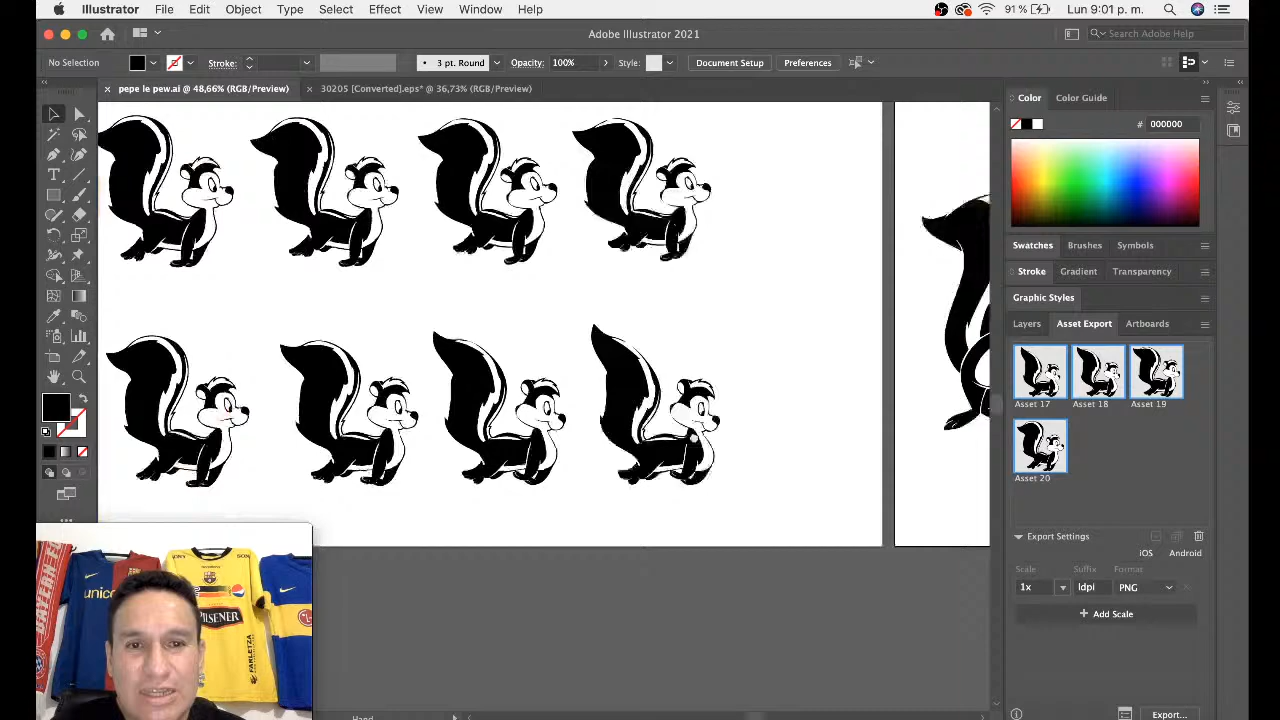 Illustrator File Edit Object Type Select Effect View Window Help 91 % Lun 9:01 p. m.
Adobe Illustrator 2021 Search Adobe Help
No Selection Stroke: 3 pt. Round Opacity: 100% Style: Document Setup Preferences
× pepe le pew.ai @ 48,66% (RGB/Preview) × 30205 [Converted].eps* @ 36,73% (RGB/Preview)
Color Color Guide
# 000000
Swatches Brushes Symbols
Stroke Gradient Transparency
Graphic Styles
Layers Asset Export Artboards
Asset 17 Asset 18 Asset 19
Asset 20
Export Settings
iOS Android
Scale Suffix Format
1x ldpi PNG
+ Add Scale
Export...
Hand
unic
PILSENER
FARLETZA
LG